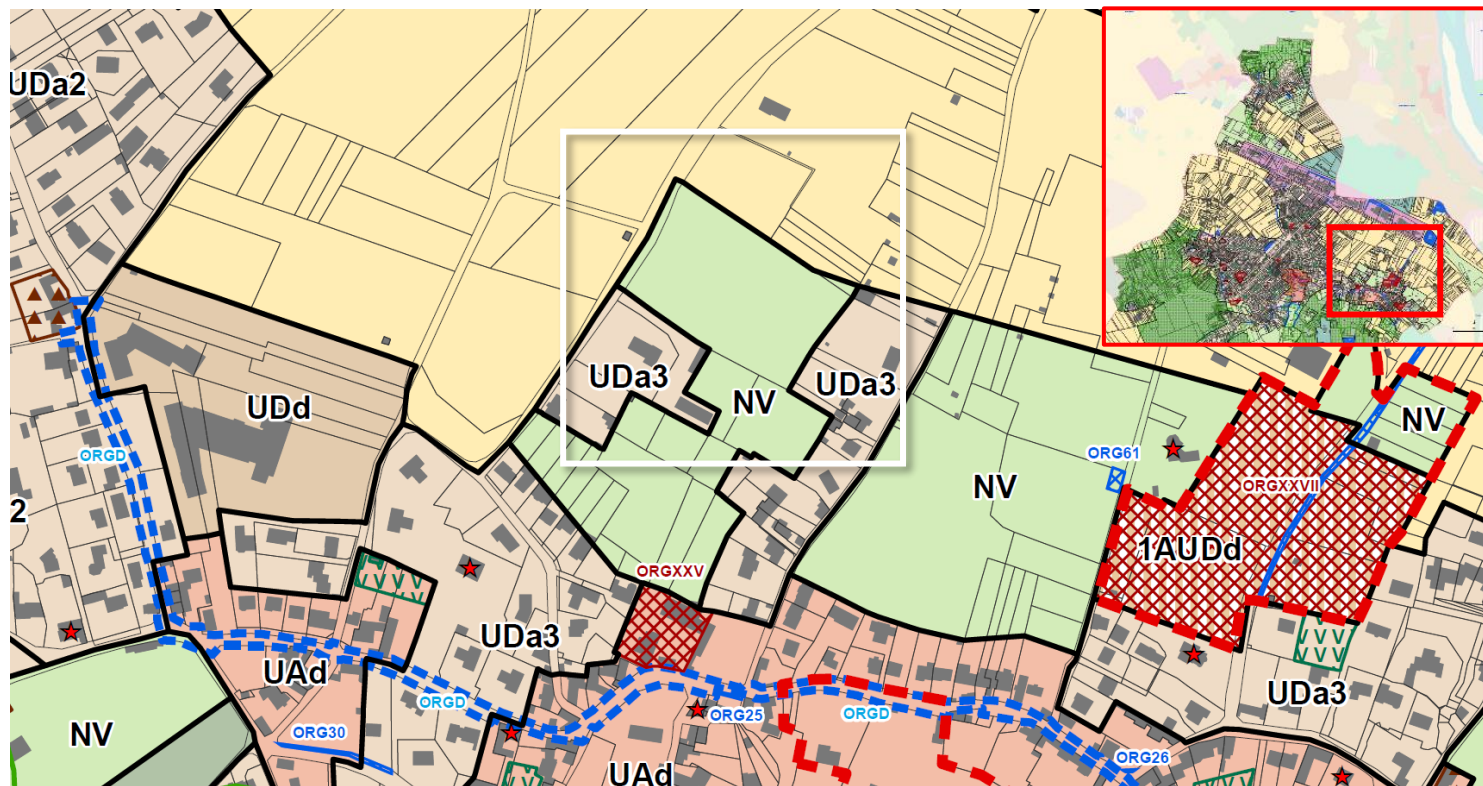 UDa2
UDa3
UDa3
NV
UDd
NV
ORGD
ORG61
NV
2
ORGXXVII
1AUDd
ORGXXV
UDa3
UAd
ORGD
ORG25
ORGD
UDa3
NV
ORG30
ORG26
UAd
V V V V
V V V
V V V
V V V